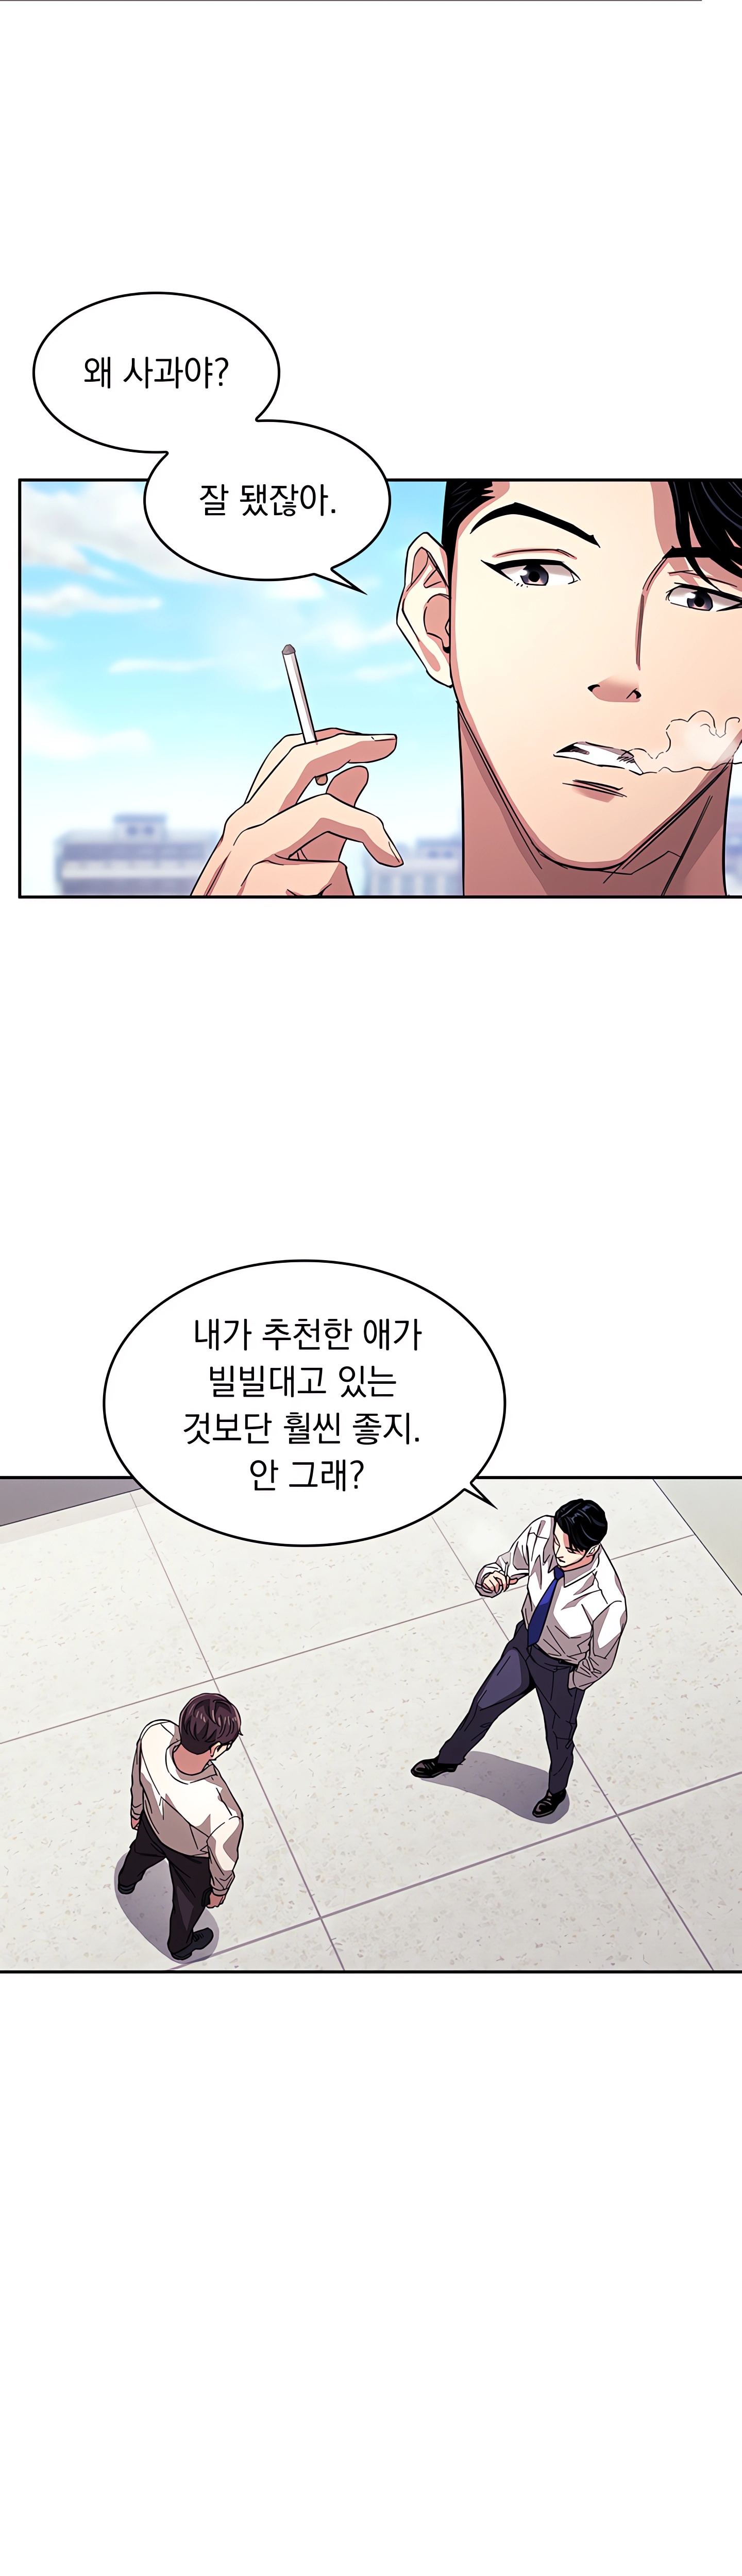 왜 사과야?
잘 됐잖아.
내가 추천한 애가
빌빌대고 있는
것보단 훨씬 좋지.
안 그래?